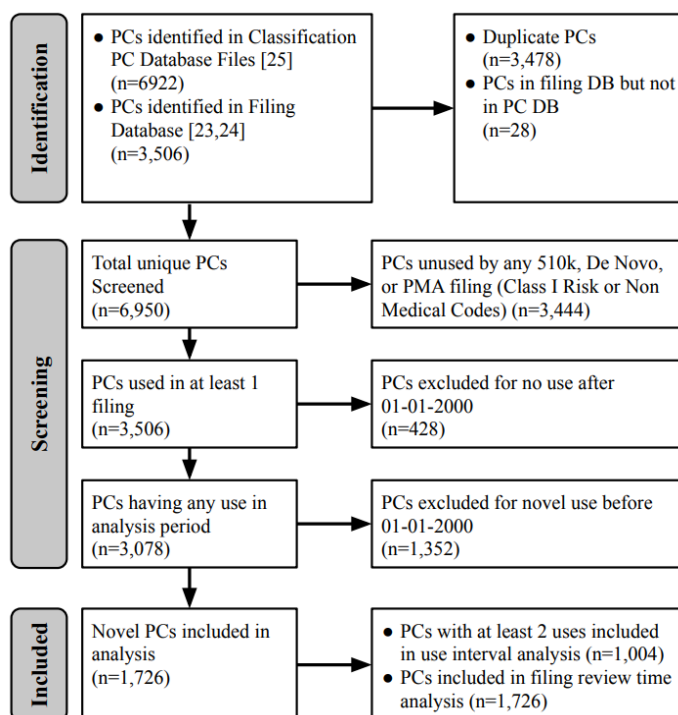 Identification
● PCs identified in Classification
PC Database Files [25]
(n=6922)
● PCs identified in Filing
Database [23,24]
(n=3,506)
● Duplicate PCs
(n=3,478)
● PCs in filing DB but not
in PC DB
(n=28)
Screening
Total unique PCs
Screened
(n=6,950)
PCs unused by any 510k, De Novo,
or PMA filing (Class I Risk or Non
Medical Codes) (n=3,444)
PCs used in at least 1
filing
(n=3,506)
PCs excluded for no use after
01-01-2000
(n=428)
PCs having any use in
analysis period
(n=3,078)
PCs excluded for novel use before
01-01-2000
(n=1,352)
Included
Novel PCs included in
analysis
(n=1,726)
● PCs with at least 2 uses included
in use interval analysis (n=1,004)
● PCs included in filing review time
analysis (n=1,726)